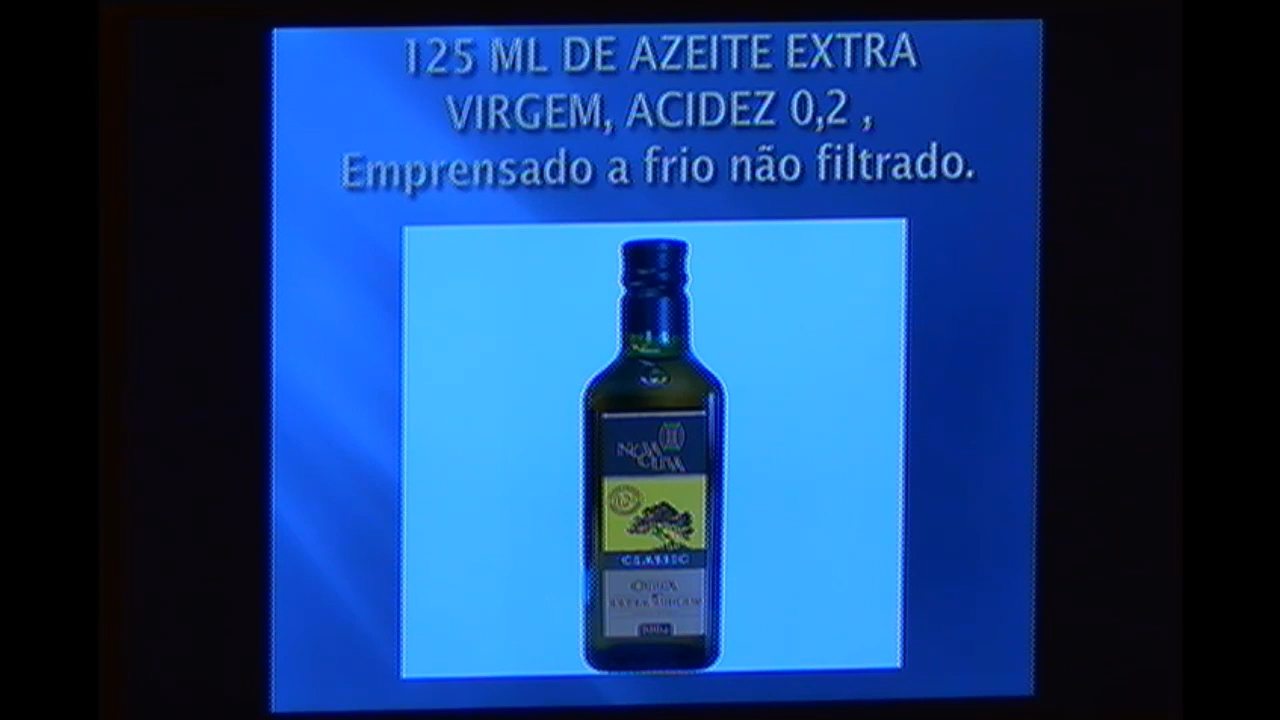 125 ML DE AZEITE EXTRA
VIRGEM, ACIDEZ 0,2 ,
Emprensado a frio não filtrado.
CLASSIC